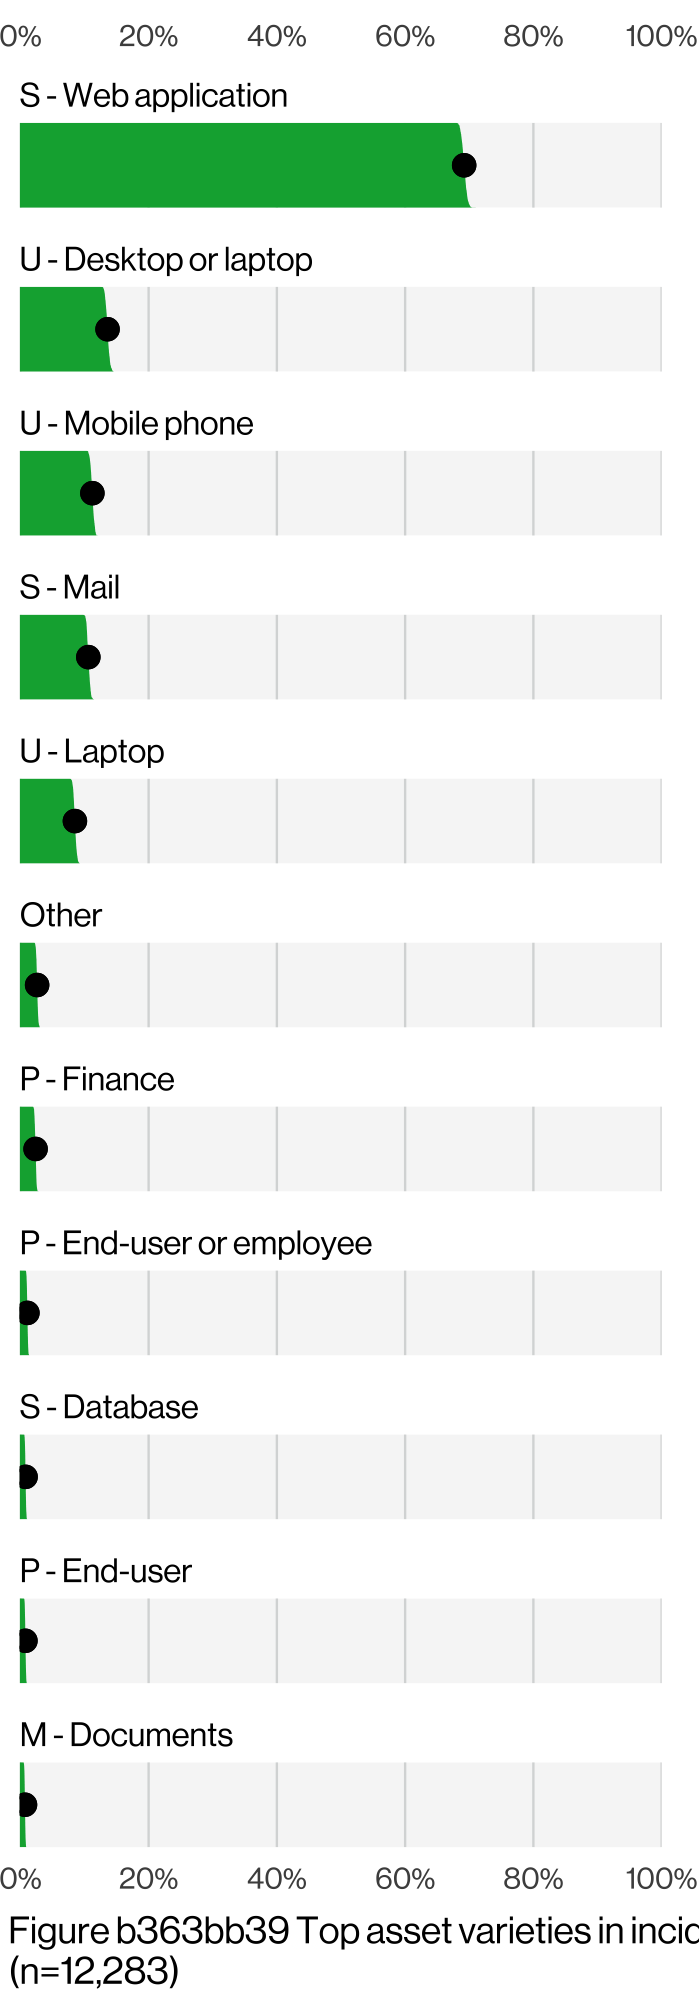 0% 20% 40% 60% 80% 100%
S - Web application
U - Desktop or laptop
U - Mobile phone
S - Mail
U - Laptop
Other
P - Finance
P - End-user or employee
S - Database
P - End-user
M - Documents
0% 20% 40% 60% 80% 100%
Figure b363bb39 Top asset varieties in
(n=12,283)